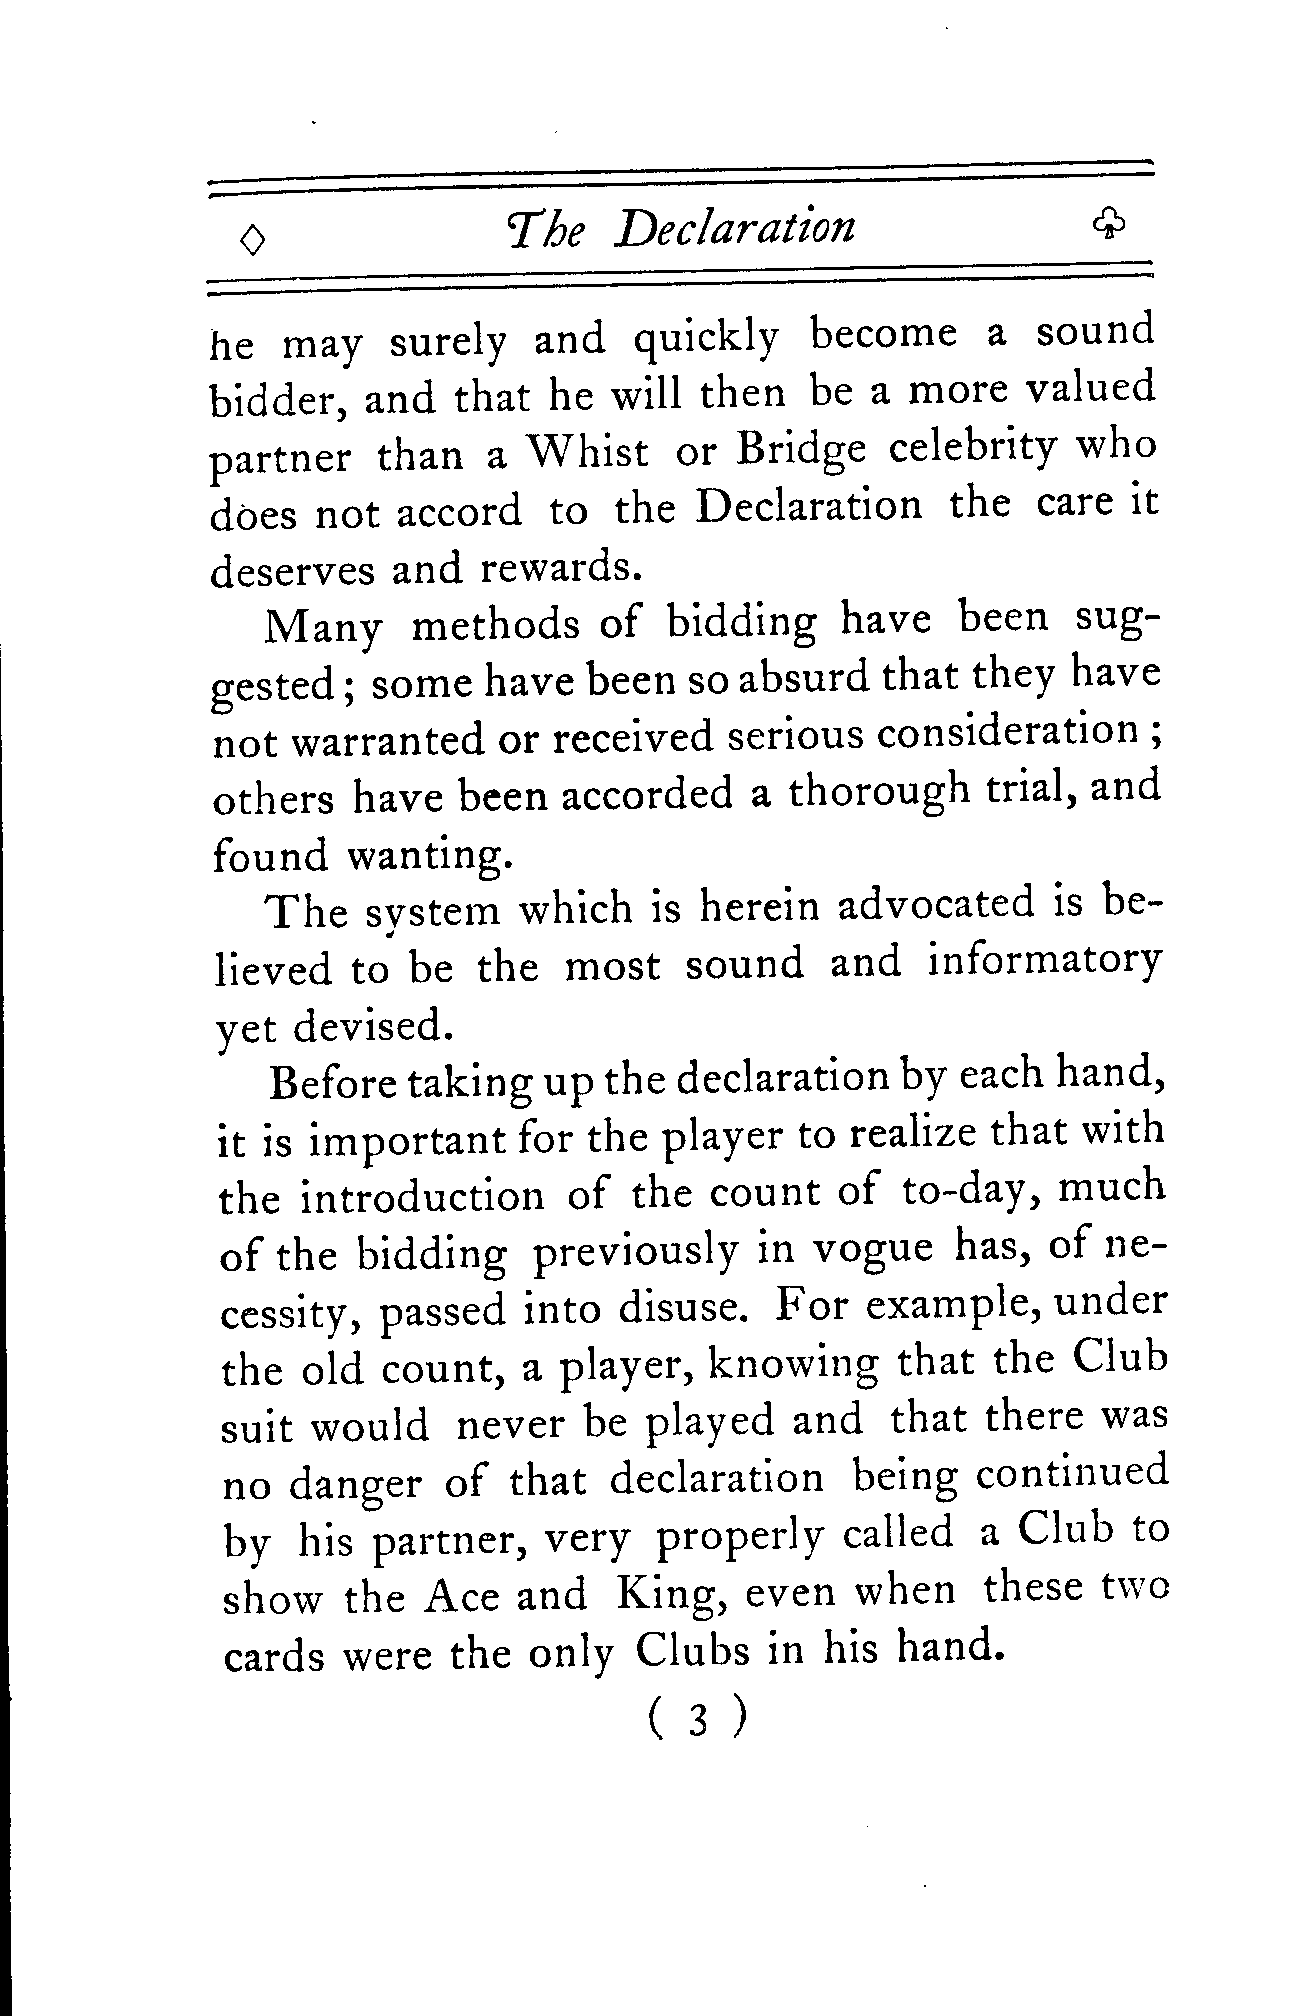 ◇ The Declaration ♧
he may surely and quickly become a sound
bidder, and that he will then be a more valued
partner than a Whist or Bridge celebrity who
does not accord to the Declaration the care it
deserves and rewards.
Many methods of bidding have been sug-
gested; some have been so absurd that they have
not warranted or received serious consideration;
others have been accorded a thorough trial, and
found wanting.
The system which is herein advocated is be-
lieved to be the most sound and informatory
yet devised.
Before taking up the declaration by each hand,
it is important for the player to realize that with
the introduction of the count of to-day, much
of the bidding previously in vogue has, of ne-
cessity, passed into disuse. For example, under
the old count, a player, knowing that the Club
suit would never be played and that there was
no danger of that declaration being continued
by his partner, very properly called a Club to
show the Ace and King, even when these two
cards were the only Clubs in his hand.
( 3 )